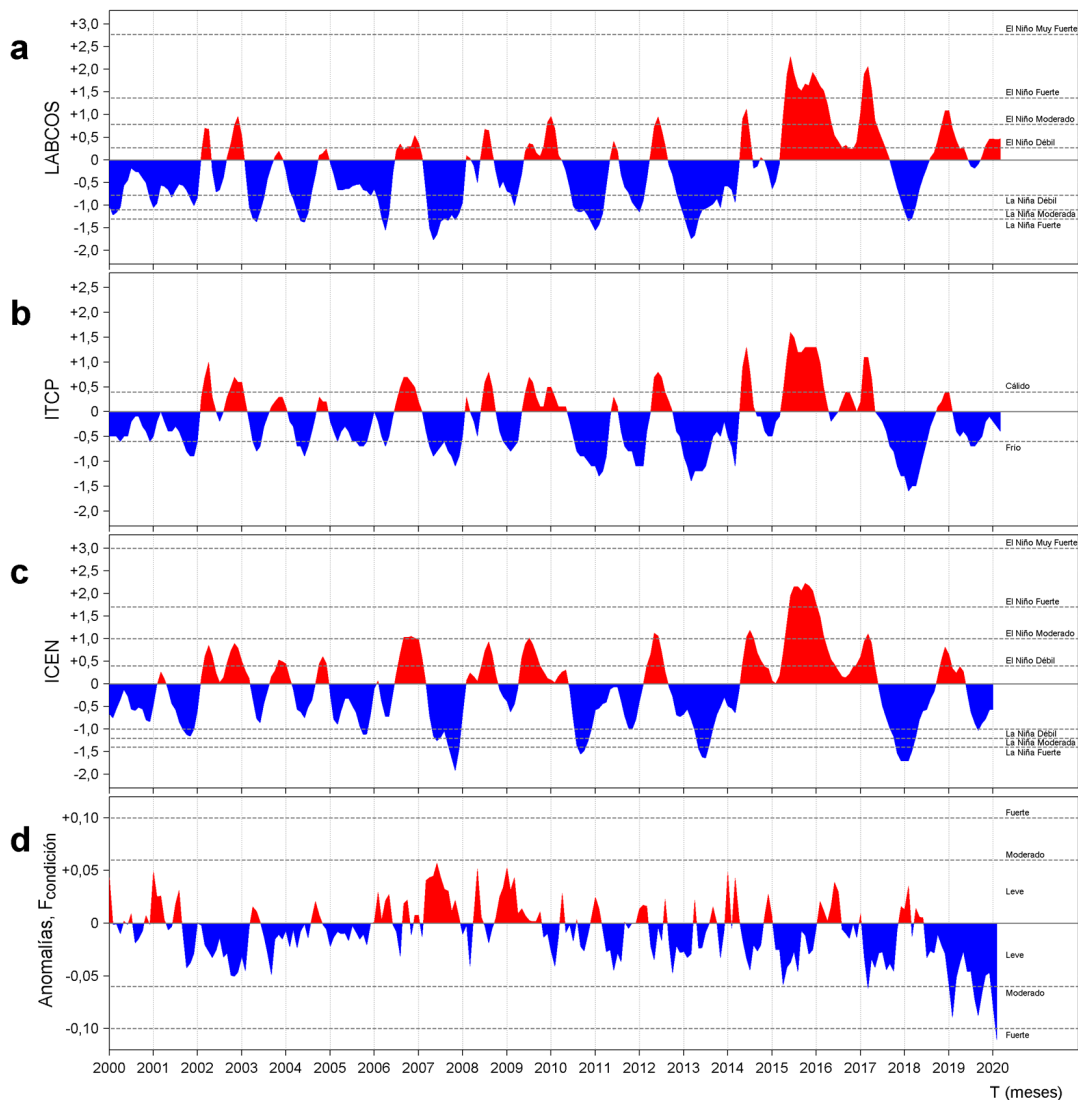 a
LABCOS
+3,0
+2,5
+2,0
+1,5
+1,0
+0,5
0
-0,5
-1,0
-1,5
-2,0
El Niño Muy Fuerte
El Niño Fuerte
El Niño Moderado
El Niño Débil
La Niña Débil
La Niña Moderada
La Niña Fuerte
b
ITCP
+2,5
+2,0
+1,5
+1,0
+0,5
0
-0,5
-1,0
-1,5
-2,0
Cálido
Frío
c
ICEN
+3,0
+2,5
+2,0
+1,5
+1,0
+0,5
0
-0,5
-1,0
-1,5
-2,0
El Niño Muy Fuerte
El Niño Fuerte
El Niño Moderado
El Niño Débil
La Niña Débil
La Niña Moderada
La Niña Fuerte
d
Anomalías, Fcondición
+0,10
+0,05
0
-0,05
-0,10
Fuerte
Moderado
Leve
Leve
Moderado
Fuerte
2000 2001 2002 2003 2004 2005 2006 2007 2008 2009 2010 2011 2012 2013 2014 2015 2016 2017 2018 2019 2020
T (meses)